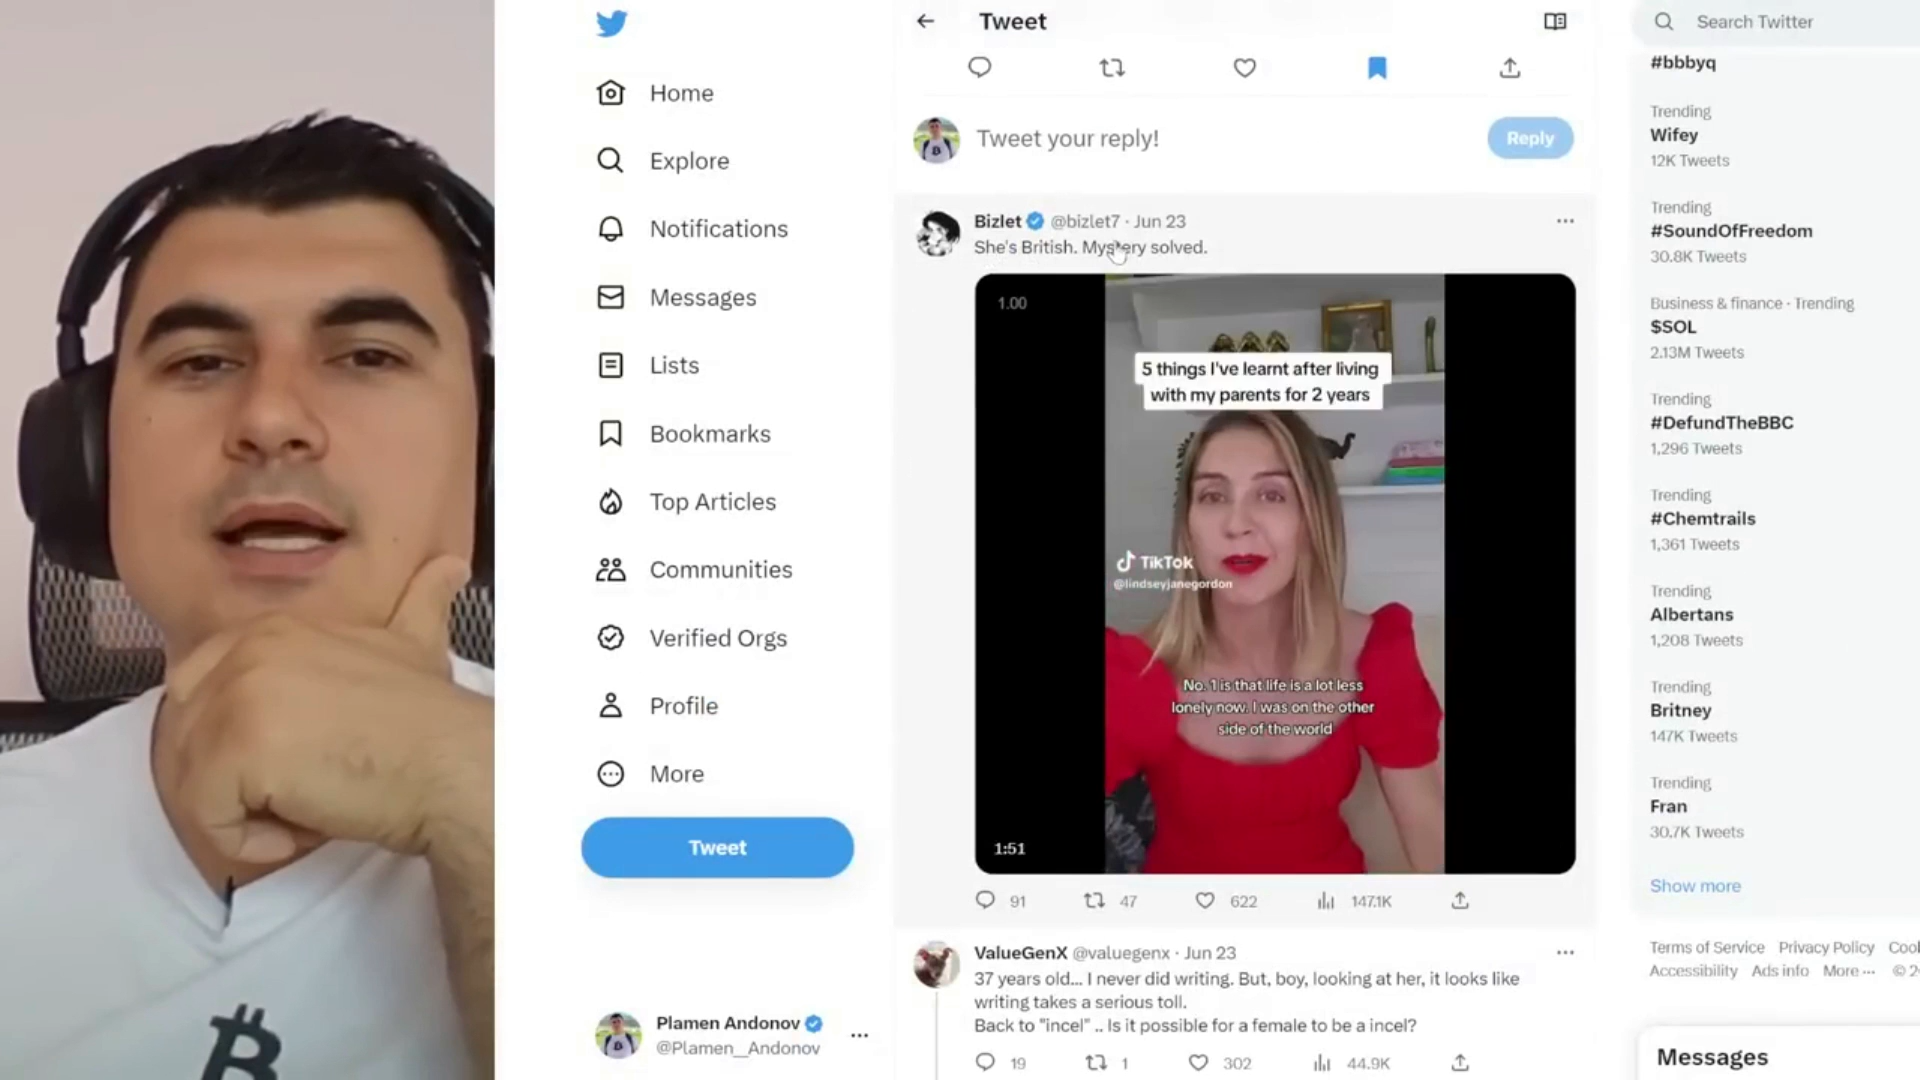 Home
Explore
Notifications
Messages
Lists
Bookmarks
Top Articles
Communities
Verified Orgs
Profile
More
Tweet
Plamen Andonov
@Plamen__Andonov
Tweet
Tweet your reply!
Reply
Bizlet @bizlet7 · Jun 23
She's British. Mystery solved.
1.00
5 things I've learnt after living
with my parents for 2 years
TikTok
@lindseyjanegordon
No. 1 is that life is a lot less
lonely now. I was on the other
side of the world
1:51
91 47 622 147.1K
ValueGenX @valuegenx · Jun 23
37 years old... I never did writing. But, boy, looking at her, it looks like
writing takes a serious toll.
Back to "incel" .. Is it possible for a female to be a incel?
19 1 302 44.9K
Search Twitter
#bbbyq
Trending
Wifey
12K Tweets
Trending
#SoundOfFreedom
30.8K Tweets
Business & finance · Trending
$SOL
2.13M Tweets
Trending
#DefundTheBBC
1,296 Tweets
Trending
#Chemtrails
1,361 Tweets
Trending
Albertans
1,208 Tweets
Trending
Britney
147K Tweets
Trending
Fran
30.7K Tweets
Show more
Terms of Service Privacy Policy
Accessibility Ads info More ··· ©
Messages